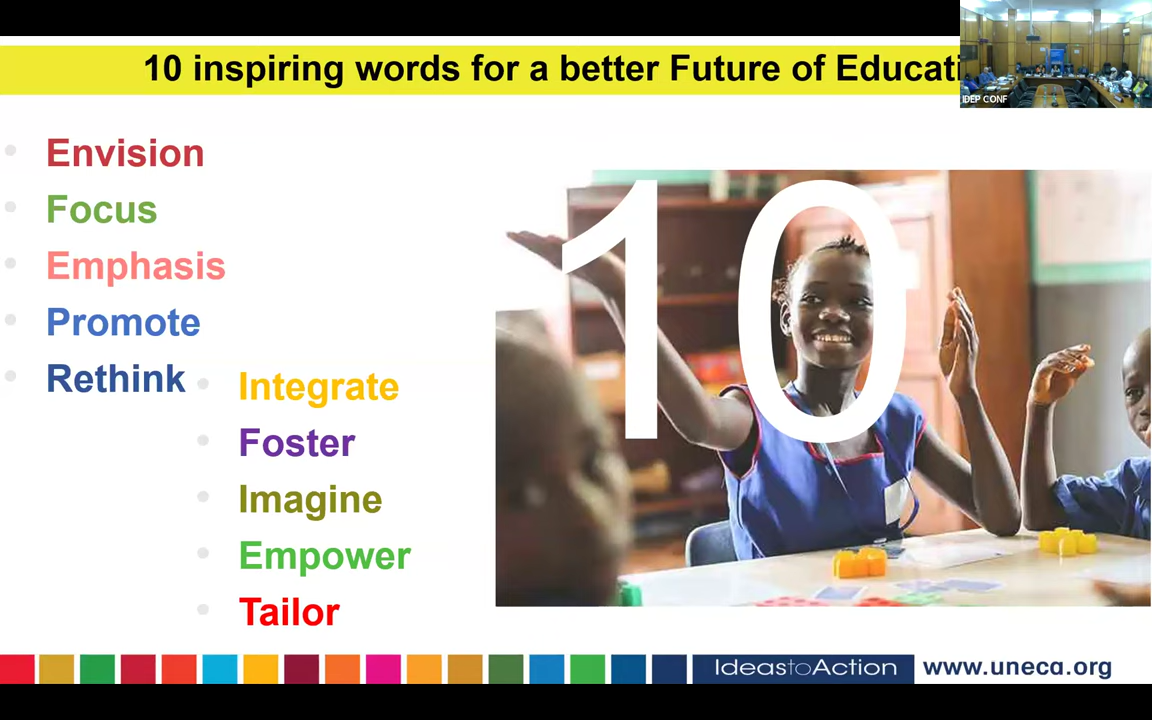 10 inspiring words for a better Future of Educati
IDEP CONF
Envision
Focus
Emphasis
Promote
Rethink
Integrate
Foster
Imagine
Empower
Tailor
10
IdeastoAction
www.uneca.org